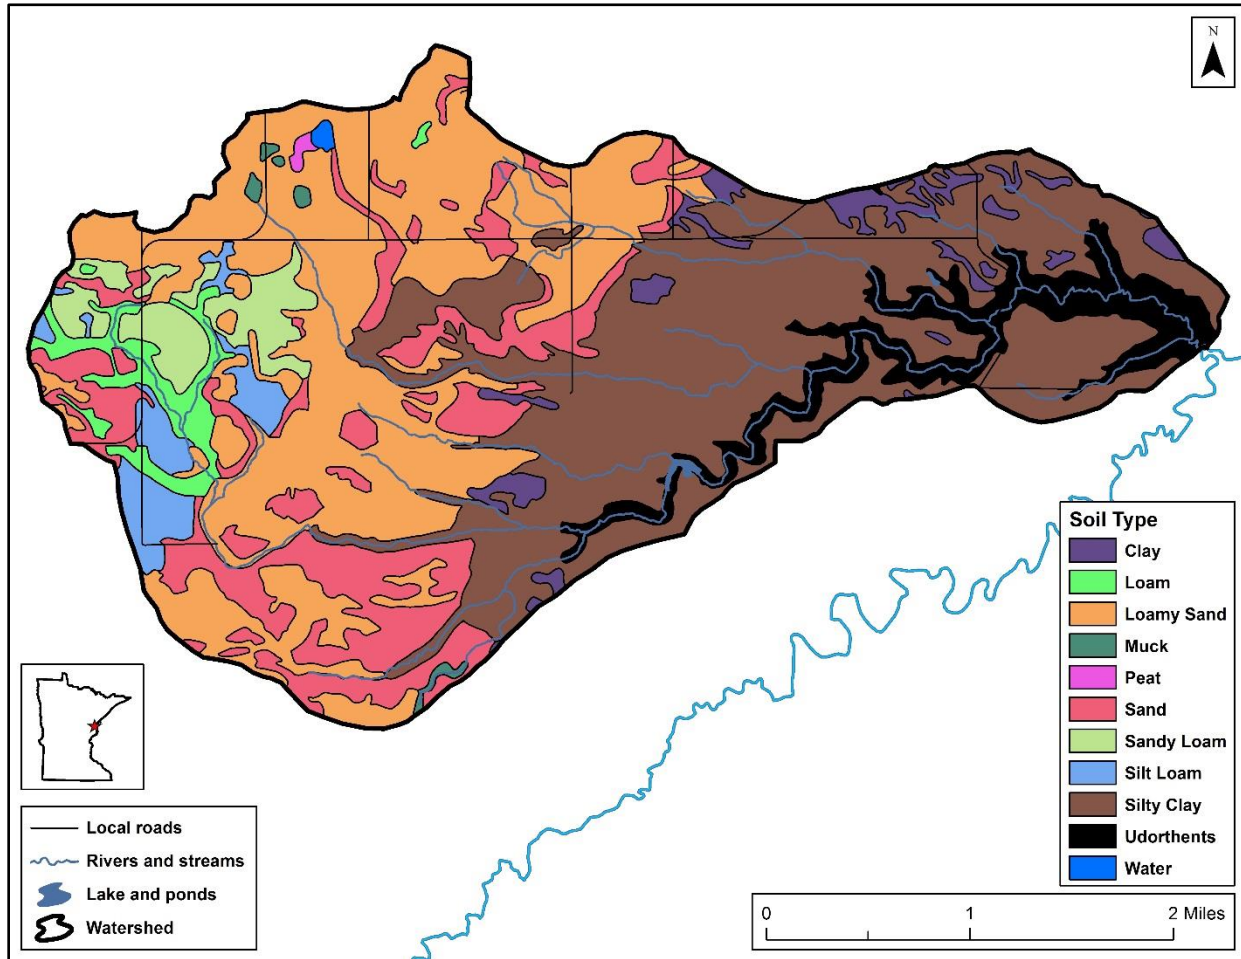 N
Soil Type
Clay
Loam
Loamy Sand
Muck
Peat
Sand
Sandy Loam
Silt Loam
Silty Clay
Udorthents
Water
Local roads
Rivers and streams
Lake and ponds
Watershed
0 1 2 Miles